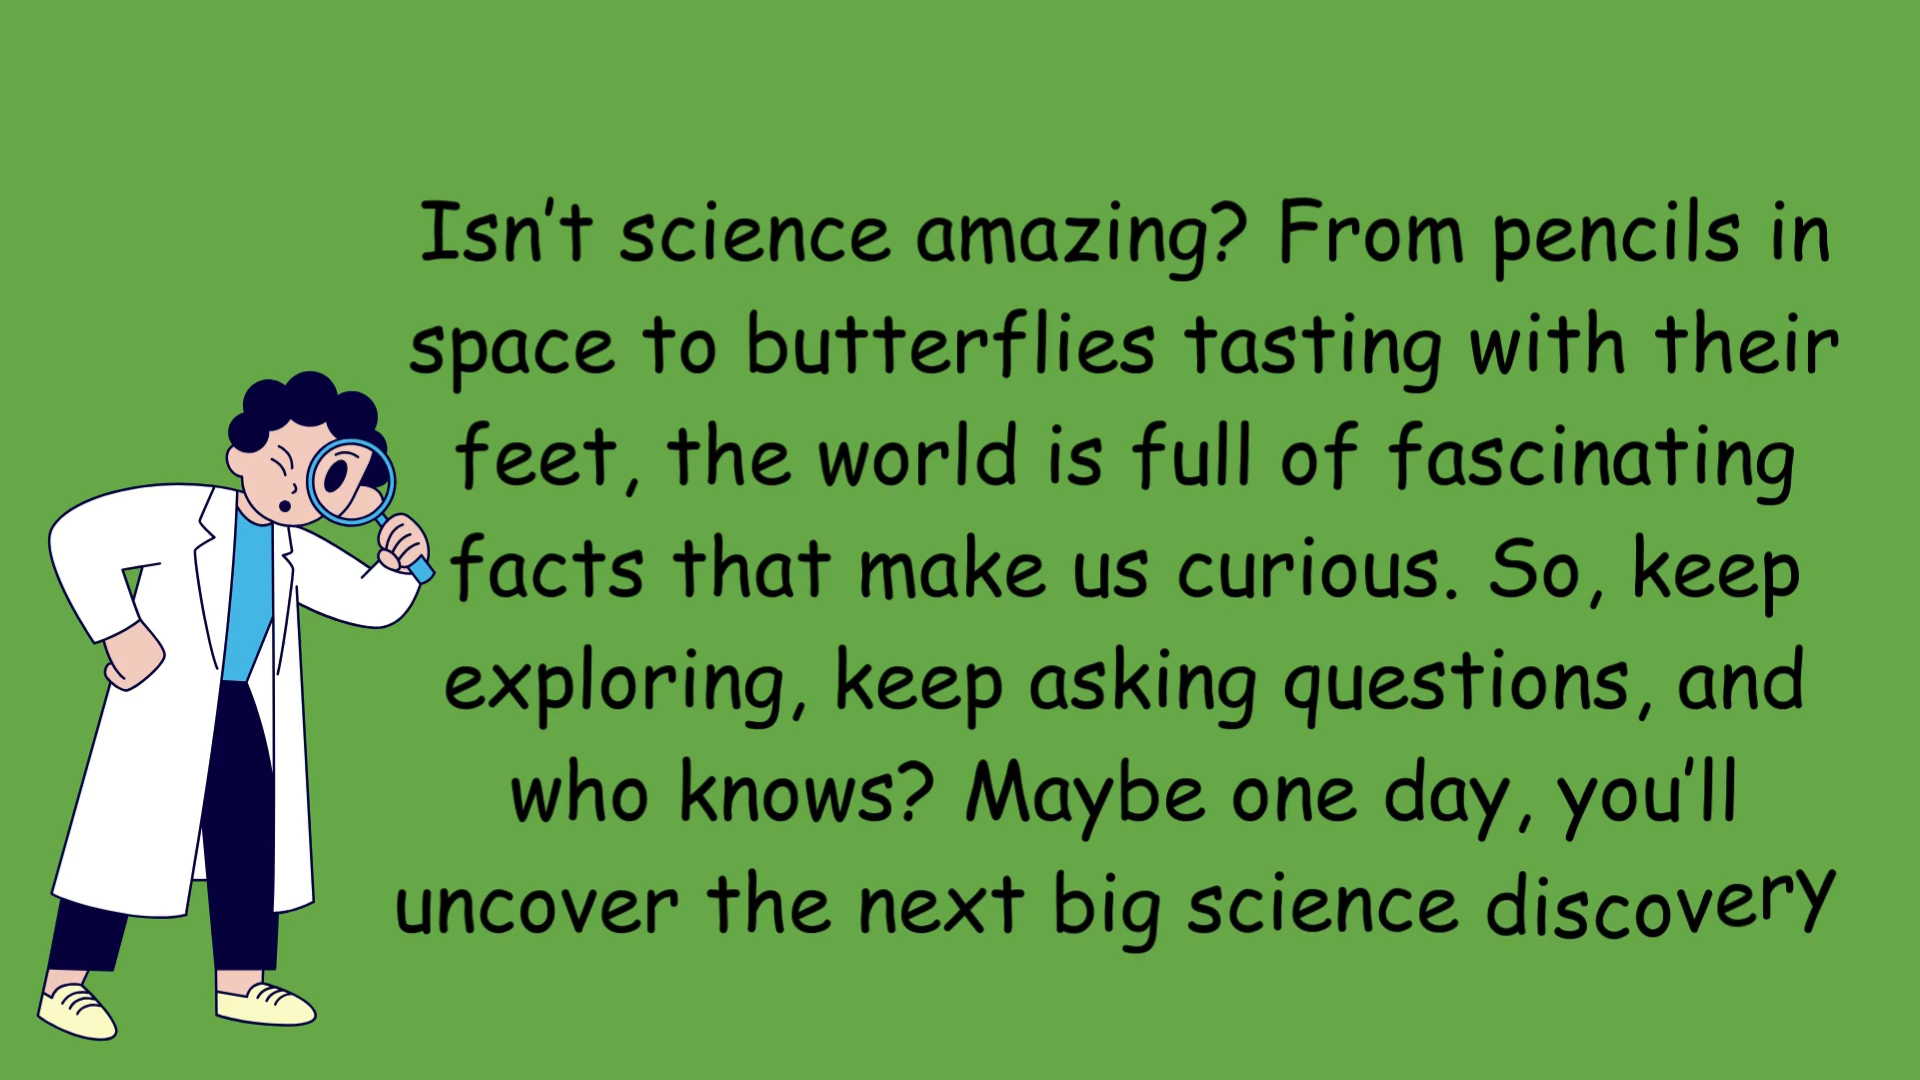 Isn’t science amazing? From pencils in
space to butterflies tasting with their
feet, the world is full of fascinating
facts that make us curious. So, keep
exploring, keep asking questions, and
who knows? Maybe one day, you’ll
uncover the next big science discovery